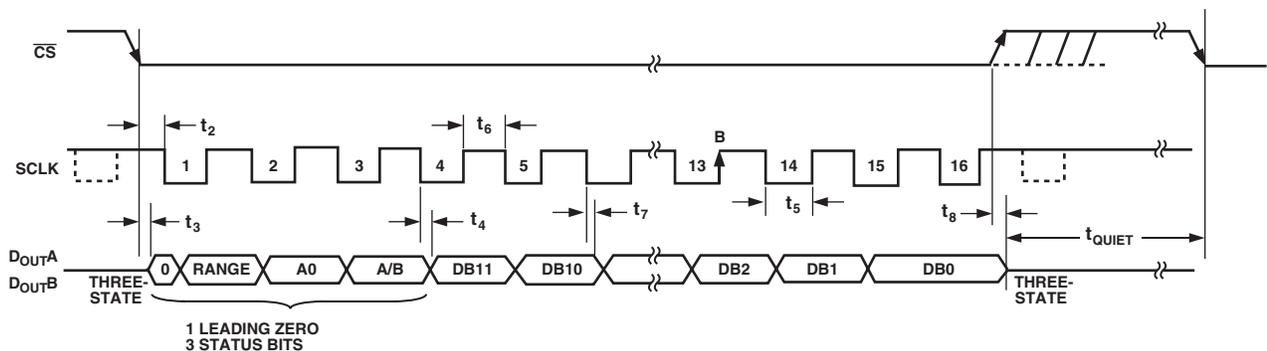 CS
t2
t6
B
SCLK
1 2 3 4 5 13 14 15 16
t3
t4
t7
t5
t8
tQUIET
DOUTA
DOUTB
0 RANGE A0 A/B DB11 DB10 DB2 DB1 DB0
THREE-
STATE
THREE-
STATE
1 LEADING ZERO
3 STATUS BITS